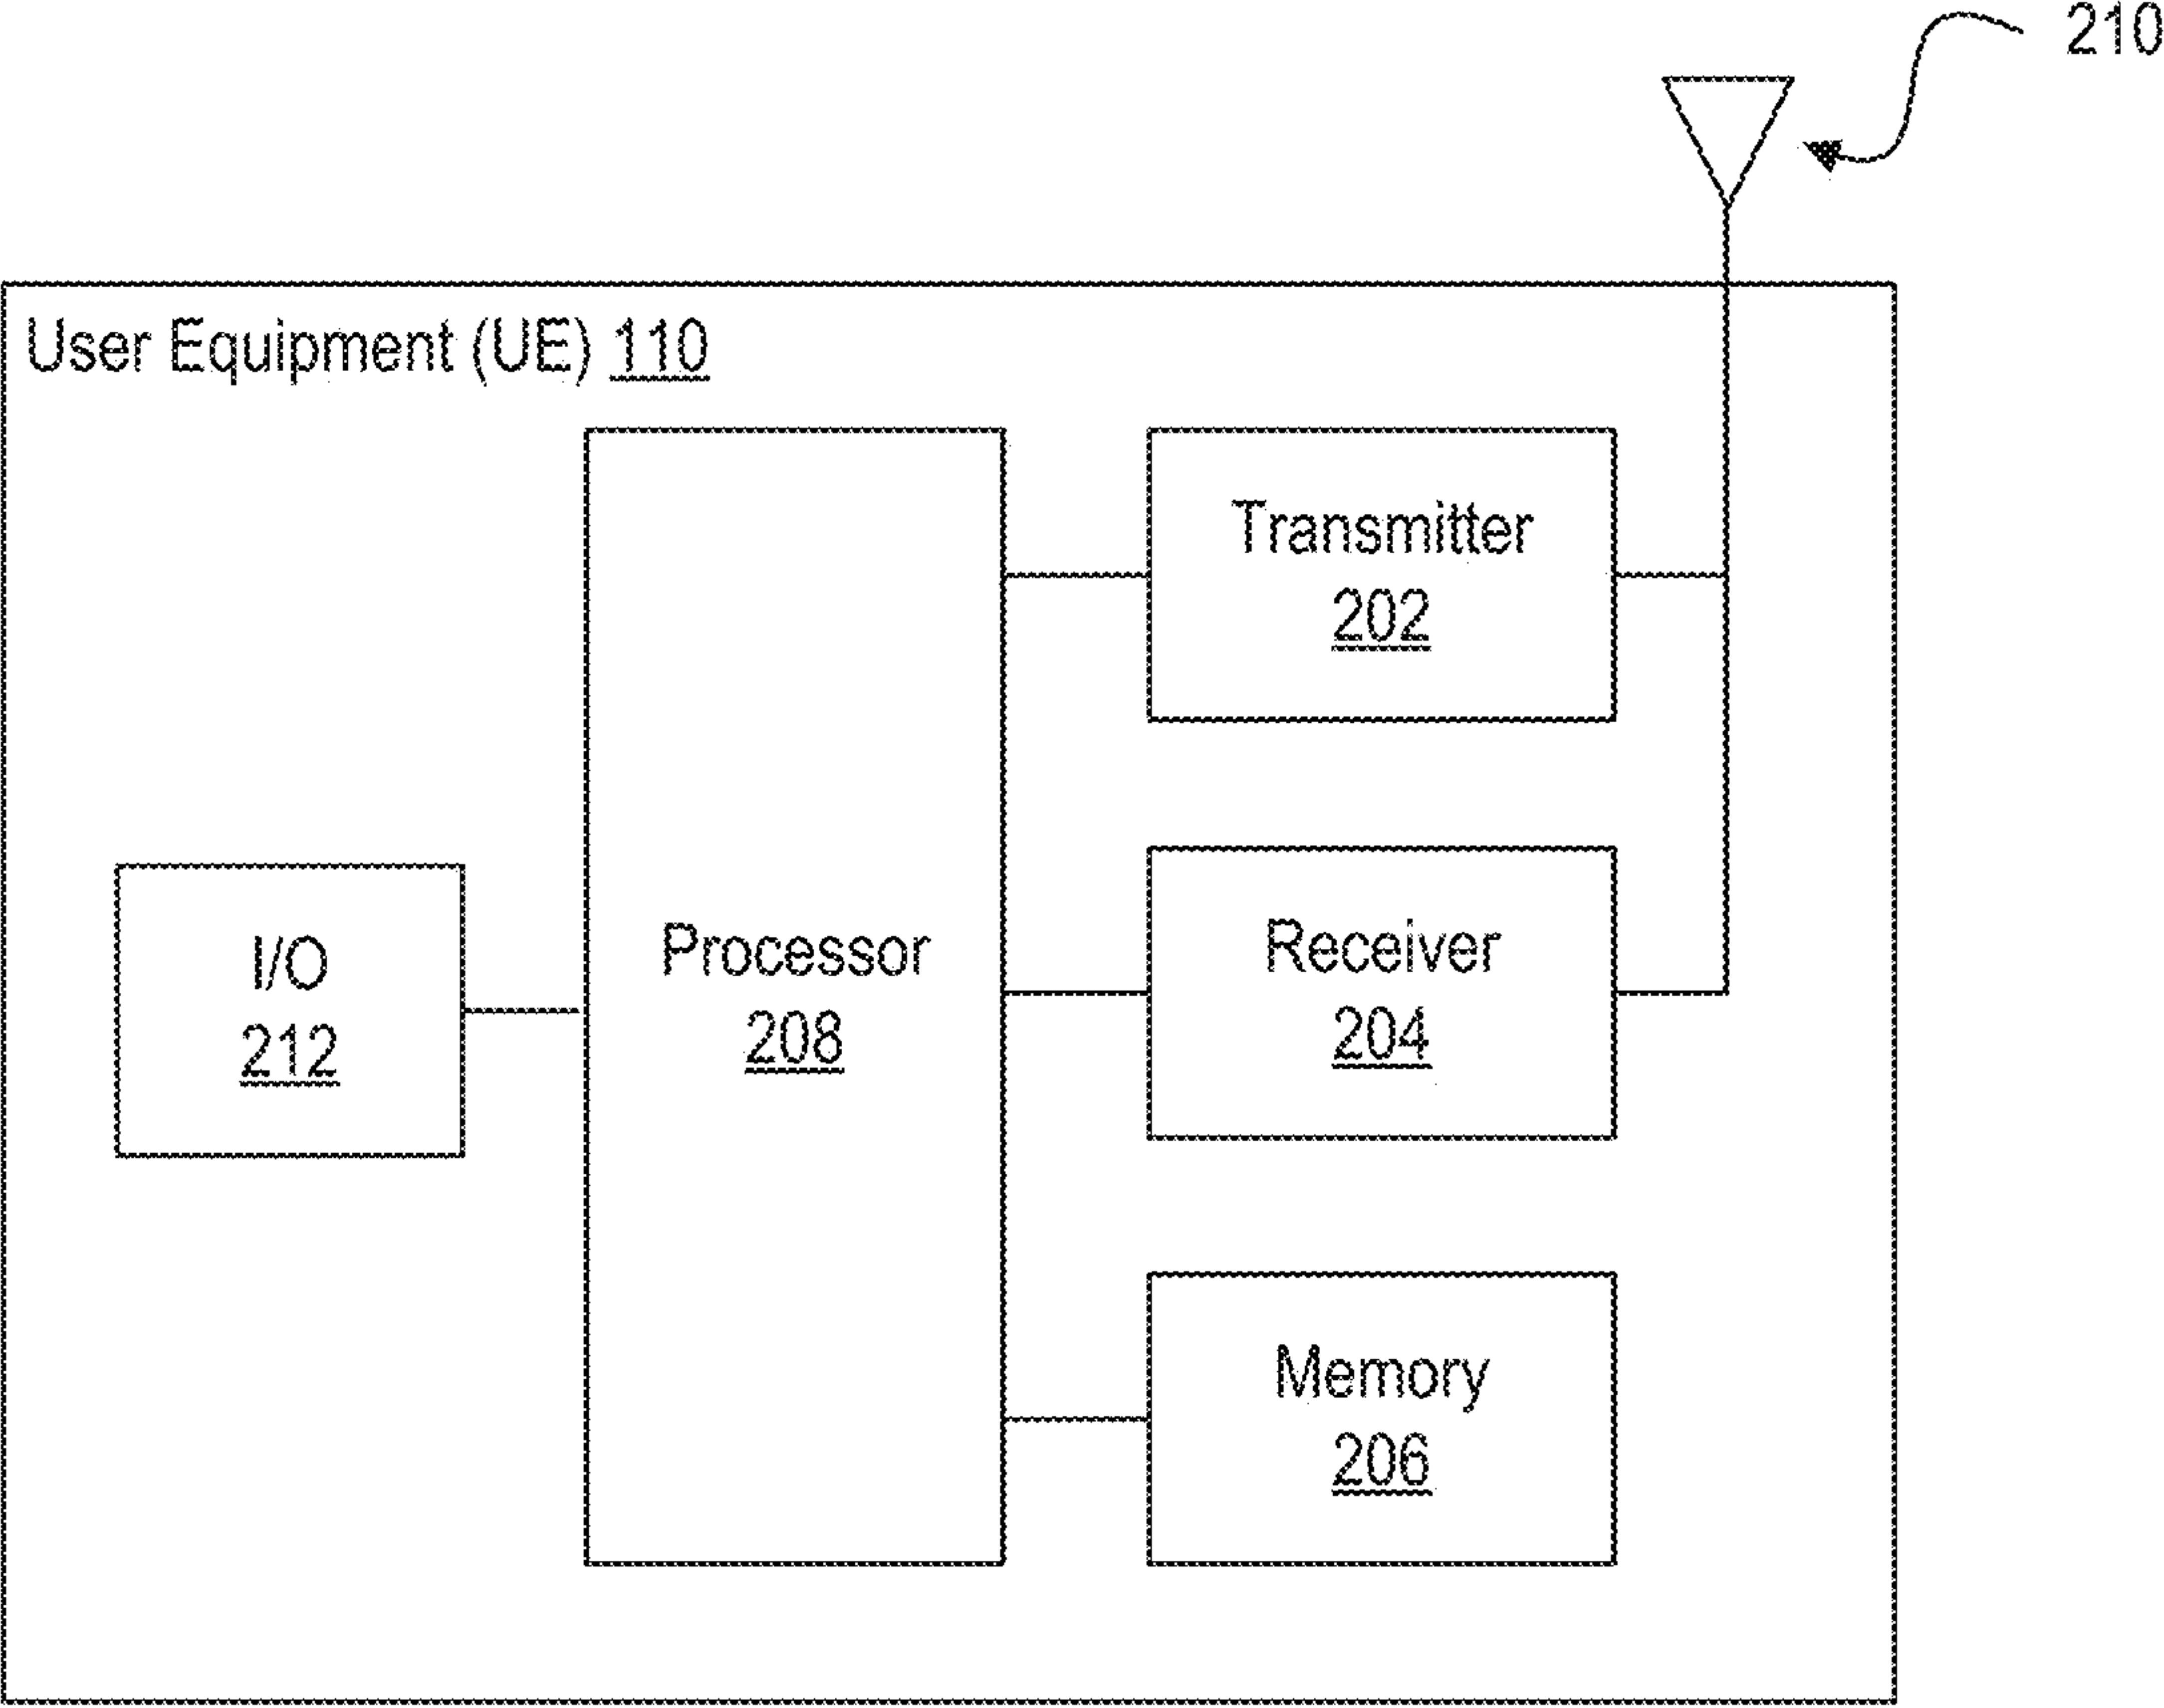 210
User Equipment (UE) 110
Transmitter
202
I/O
212
Processor
208
Receiver
204
Memory
206